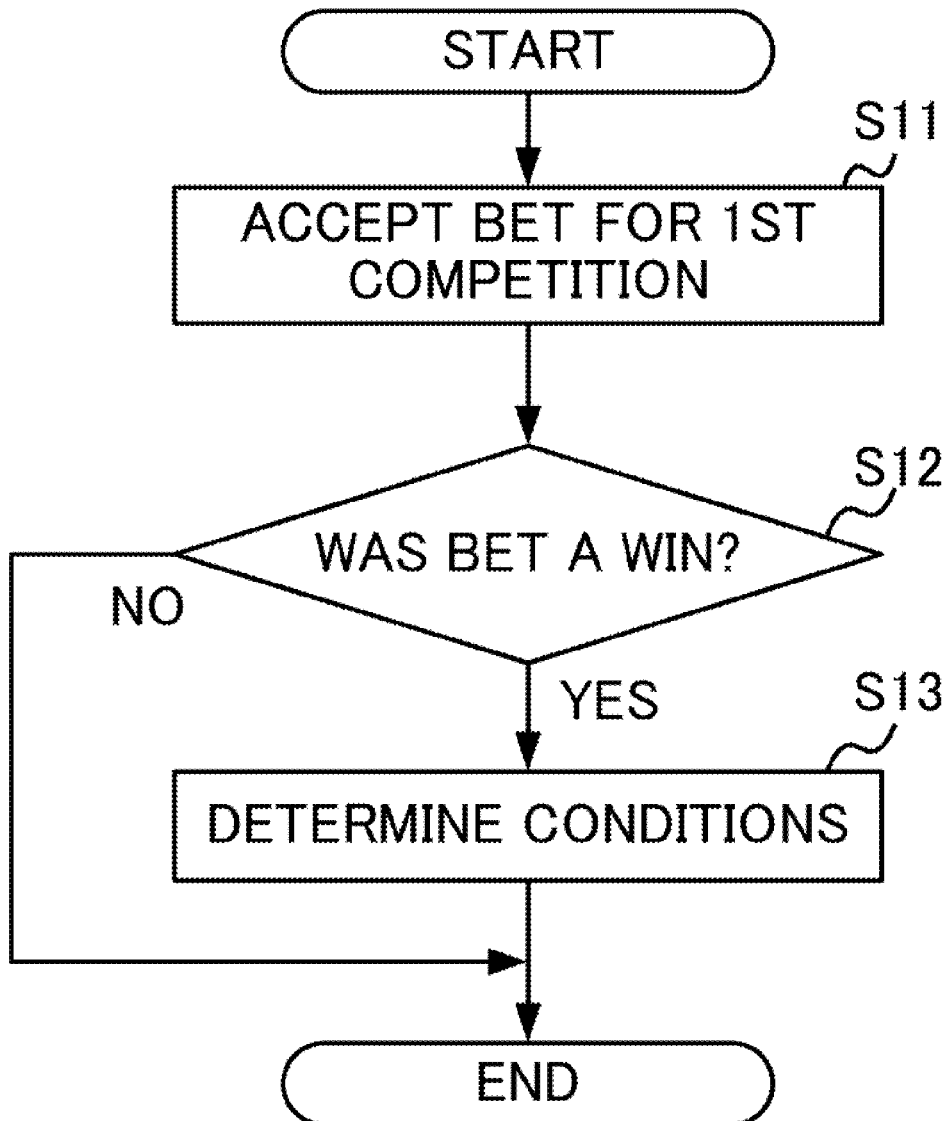 START
S11
ACCEPT BET FOR 1ST
COMPETITION
S12
WAS BET A WIN?
NO
YES
S13
DETERMINE CONDITIONS
END